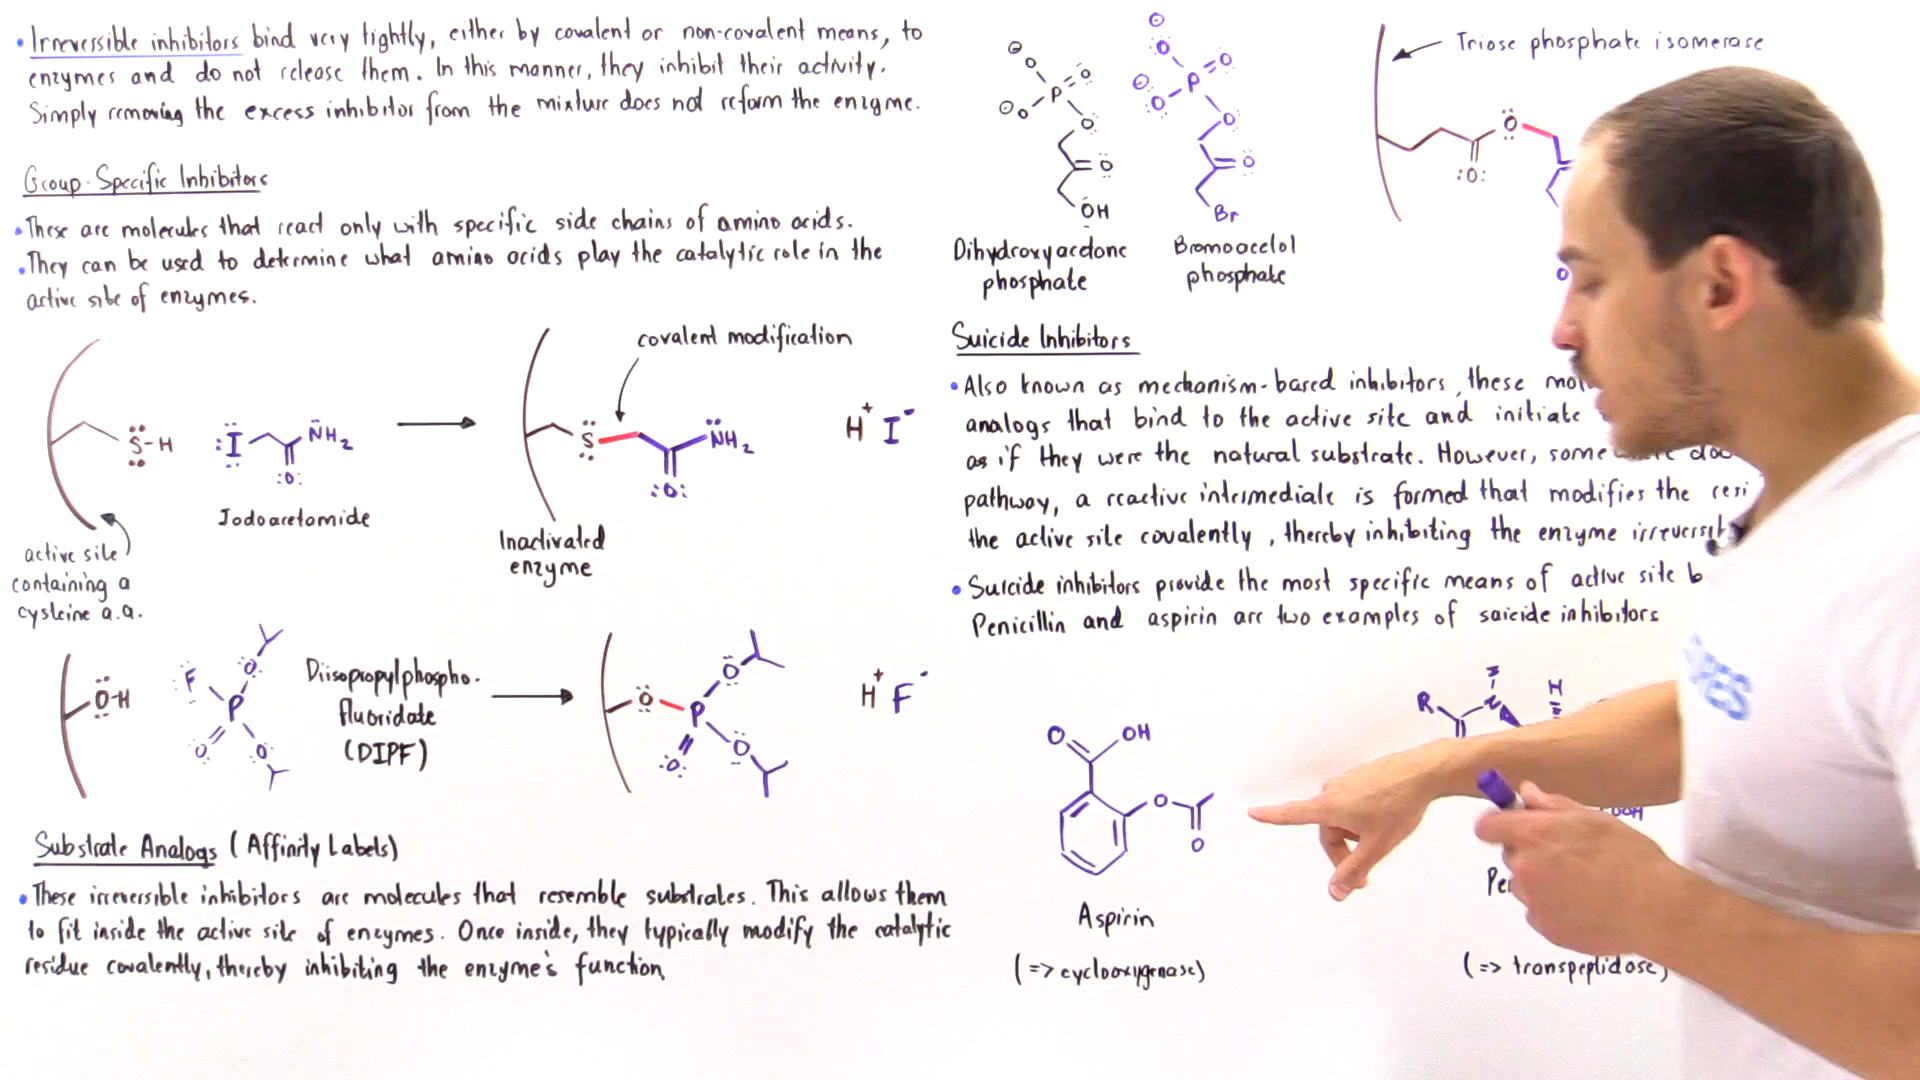 • Irreversible inhibitors bind very tightly, either by covalent or non-covalent means, to
enzymes and do not release them. In this manner, they inhibit their activity.
Simply removing the excess inhibitor from the mixture does not reform the enzyme.
Group-Specific Inhibitors
• These are molecules that react only with specific side chains of amino acids.
• They can be used to determine what amino acids play the catalytic role in the
active site of enzymes.
covalent modification
S-H
I
NH2
O
S
NH2
O
H+ I-
Iodoacetamide
Inactivated
enzyme
active site
containing a
cysteine a.a.
O-H
F
O
P
O
O
Diisopropylphospho-
fluoridate
(DIPF)
O
P
O
O
O
H+ F-
Substrate Analogs (Affinity Labels)
• These irreversible inhibitors are molecules that resemble substrates. This allows them
to fit inside the active site of enzymes. Once inside, they typically modify the catalytic
residue covalently, thereby inhibiting the enzyme's function
O
P
O
O
O
O
OH
Dihydroxyacetone
phosphate
O
P
O
O
O
O
Br
Bromoacetol
phosphate
Triose phosphate isomerase
O
O
O
Suicide Inhibitors
• Also known as mechanism-based inhibitors, these
analogs that bind to the active site and initiate
as if they were the natural substrate. However, some
pathway, a reactive intermediate is formed that modifies the
the active site covalently, thereby inhibiting the enzyme
• Suicide inhibitors provide the most specific means of active site
Penicillin and aspirin are two examples of suicide inhibitors
O
OH
O
O
Aspirin
(=> cyclooxygenase)
R
H
OOH
(=> transpeptidase)